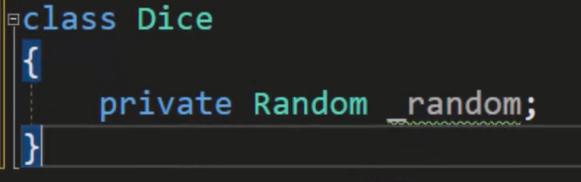 class Dice
{
private Random _random;
}